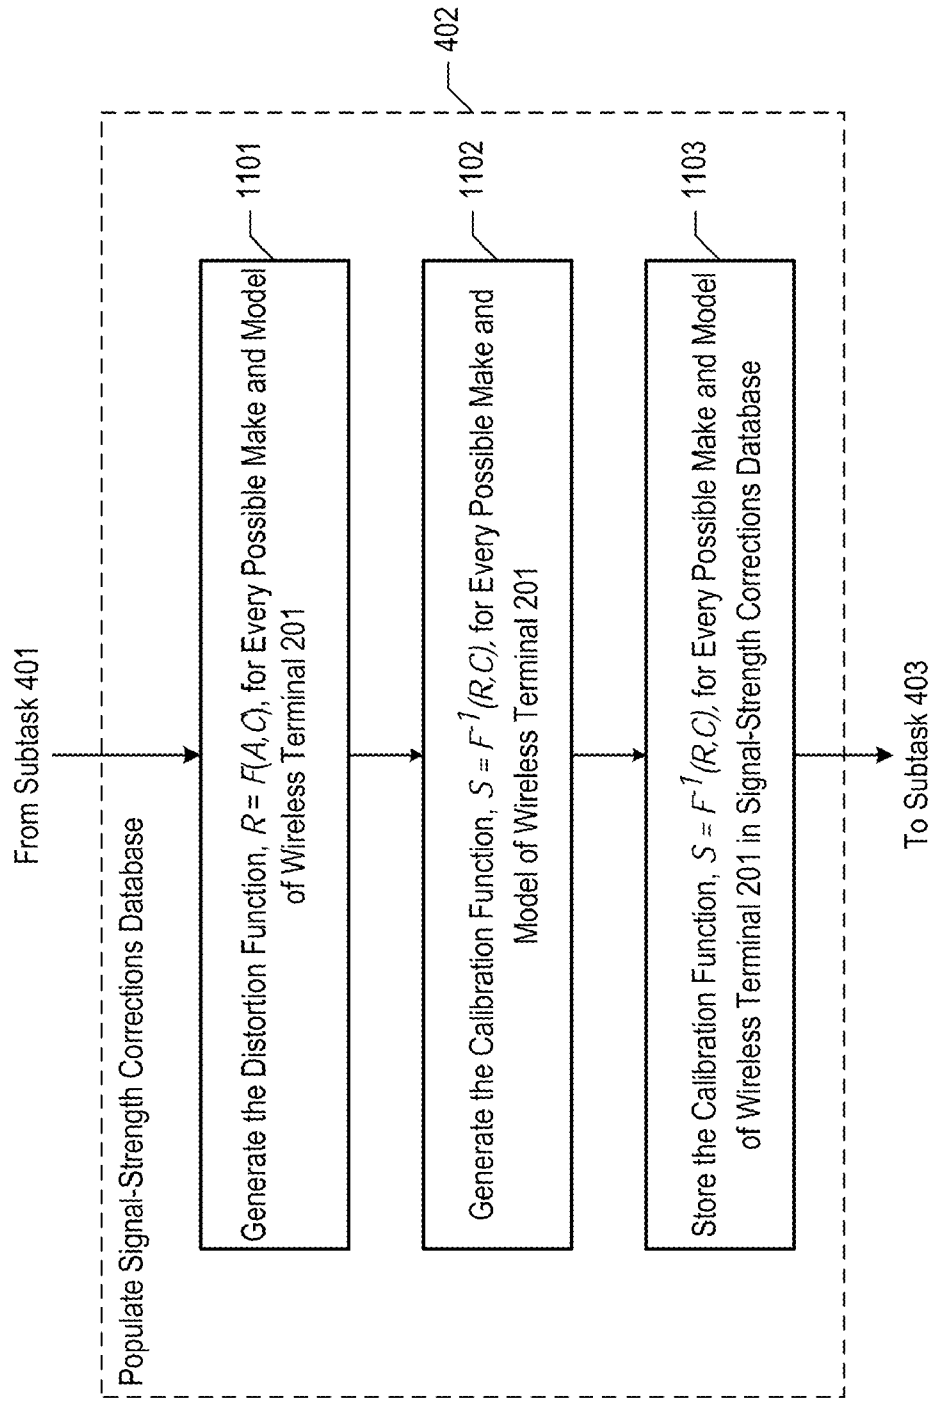 From Subtask 401
402
Populate Signal-Strength Corrections Database
1101
Generate the Distortion Function, R = F(A,C), for Every Possible Make and Model
of Wireless Terminal 201
1102
Generate the Calibration Function, S = F⁻¹(R,C), for Every Possible Make and
Model of Wireless Terminal 201
1103
Store the Calibration Function, S = F⁻¹(R,C), for Every Possible Make and Model
of Wireless Terminal 201 in Signal-Strength Corrections Database
To Subtask 403